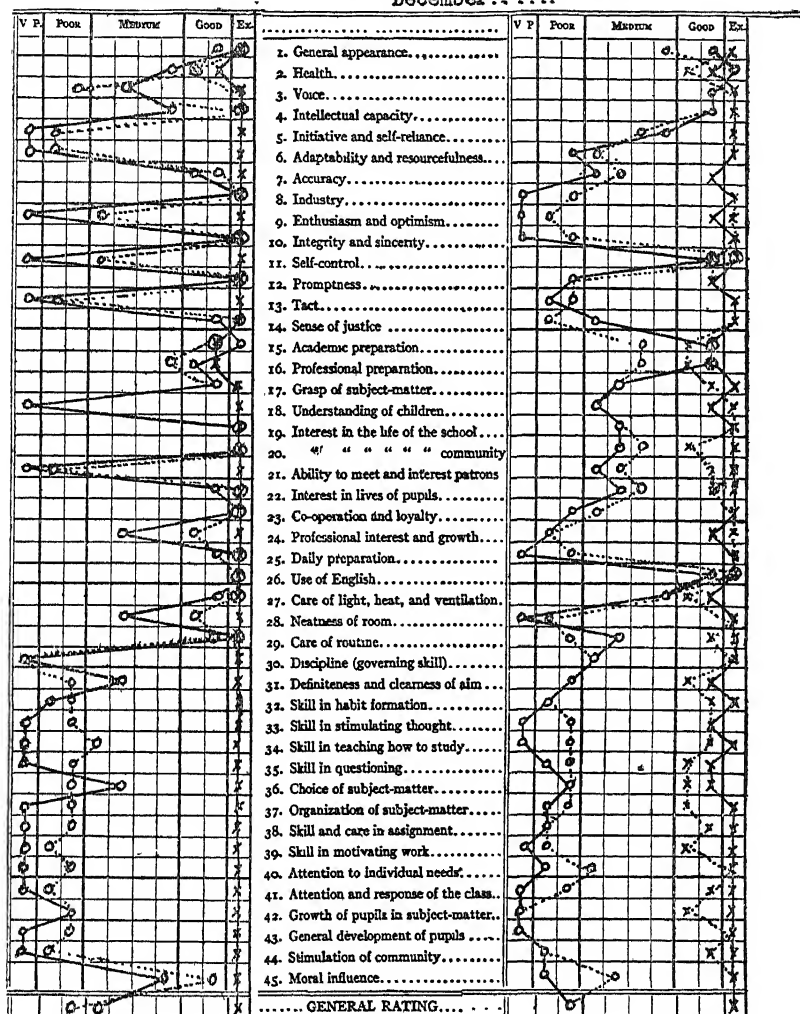 December.....
V P. POOR MEDIUM GOOD Ex. .............................. V P POOR MEDIUM GOOD Ex.
1. General appearance...............
2. Health............................
3. Voice.............................
4. Intellectual capacity...............
5. Initiative and self-reliance.........
6. Adaptability and resourcefulness....
7. Accuracy..........................
8. Industry...........................
9. Enthusiasm and optimism..........
10. Integrity and sincerity.............
11. Self-control........................
12. Promptness.......................
13. Tact..............................
14. Sense of justice ...................
15. Academic preparation.............
16. Professional preparation...........
17. Grasp of subject-matter...........
18. Understanding of children.........
19. Interest in the life of the school....
20. " " " " " " community
21. Ability to meet and interest patrons
22. Interest in lives of pupils..........
23. Co-operation and loyalty..........
24. Professional interest and growth....
25. Daily preparation.................
26. Use of English....................
27. Care of light, heat, and ventilation.
28. Neatness of room.................
29. Care of routine....................
30. Discipline (governing skill).........
31. Definiteness and clearness of aim ...
32. Skill in habit formation............
33. Skill in stimulating thought........
34. Skill in teaching how to study......
35. Skill in questioning................
36. Choice of subject-matter...........
37. Organization of subject-matter.....
38. Skill and care in assignment........
39. Skill in motivating work...........
40. Attention to individual needs.......
41. Attention and response of the class..
42. Growth of pupils in subject-matter..
43. General development of pupils .....
44. Stimulation of community.........
45. Moral influence...................
....... GENERAL RATING.... . . .